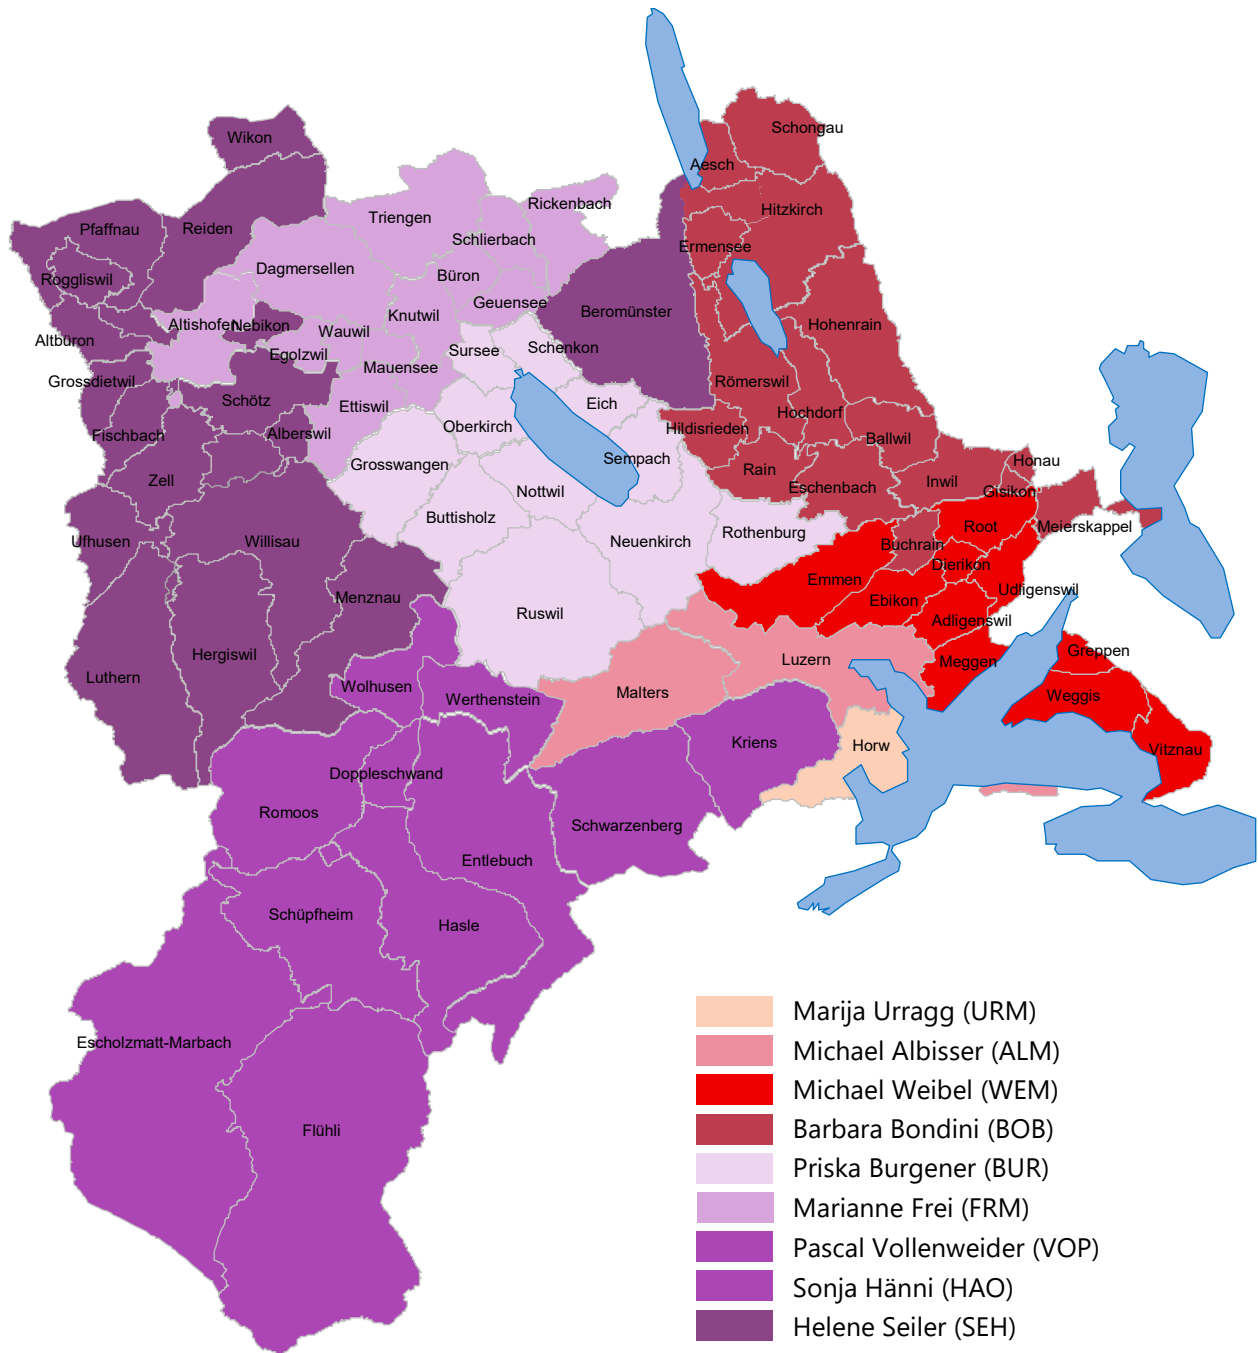 Schongau
Wikon
Aesch
Rickenbach
Hitzkirch
Triengen
Pfaffnau
Reiden
Schlierbach
Ermensee
Dagmersellen
Büron
Roggliswil
Geuensee
Beromünster
Knutwil
Altishofen
Nebikon
Hohenrain
Wauwil
Altbüron
Sursee
Schenkon
Egolzwil
Mauensee
Grossdietwil
Römerswil
Schötz
Ettiswil
Eich
Hochdorf
Oberkirch
Hildisrieden
Fischbach
Alberswil
Ballwil
Sempach
Honau
Grosswangen
Rain
Zell
Inwil
Eschenbach
Nottwil
Gisikon
Buttisholz
Root
Meierskappel
Rothenburg
Ufhusen
Willisau
Neuenkirch
Buchrain
Dierikon
Emmen
Udligenswil
Menznau
Ebikon
Ruswil
Adligenswil
Greppen
Hergiswil
Luzern
Meggen
Luthern
Wolhusen
Malters
Weggis
Werthenstein
Kriens
Horw
Vitznau
Doppleschwand
Romoos
Schwarzenberg
Entlebuch
Schüpfheim
Hasle
Escholzmatt-Marbach
Flühli
Marija Urragg (URM)
Michael Albisser (ALM)
Michael Weibel (WEM)
Barbara Bondini (BOB)
Priska Burgener (BUR)
Marianne Frei (FRM)
Pascal Vollenweider (VOP)
Sonja Hänni (HAO)
Helene Seiler (SEH)